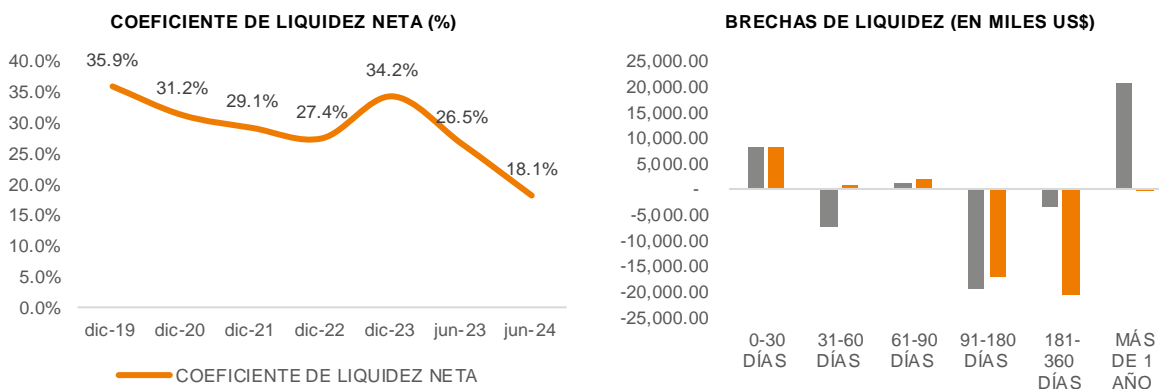 COEFICIENTE DE LIQUIDEZ NETA (%)
40.0%
35.0%
30.0%
25.0%
20.0%
15.0%
10.0%
5.0%
0.0%
35.9%
31.2%
29.1%
27.4%
34.2%
26.5%
18.1%
dic-19
dic-20
dic-21
dic-22
dic-23
jun-23
jun-24
COEFICIENTE DE LIQUIDEZ NETA
BRECHAS DE LIQUIDEZ (EN MILES US$)
25,000.00
20,000.00
15,000.00
10,000.00
5,000.00
-
-5,000.00
-10,000.00
-15,000.00
-20,000.00
-25,000.00
0-30
DÍAS
31-60
DÍAS
61-90
DÍAS
91-180
DÍAS
181-
360
DÍAS
MÁS
DE 1
AÑO